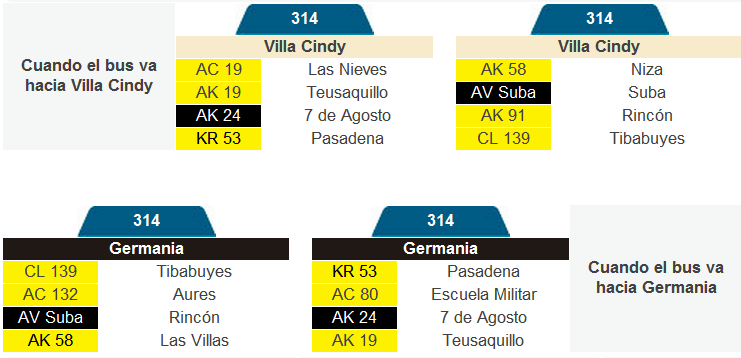 Cuando el bus va
hacia Villa Cindy
314
Villa Cindy
AC 19 Las Nieves
AK 19 Teusaquillo
AK 24 7 de Agosto
KR 53 Pasadena
314
Villa Cindy
AK 58 Niza
AV Suba Suba
AK 91 Rincón
CL 139 Tibabuyes
314
Germania
CL 139 Tibabuyes
AC 132 Aures
AV Suba Rincón
AK 58 Las Villas
314
Germania
KR 53 Pasadena
AC 80 Escuela Militar
AK 24 7 de Agosto
AK 19 Teusaquillo
Cuando el bus va
hacia Germania